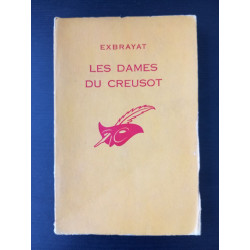 EXBRAYAT
LES DAMES
DU CREUSOT